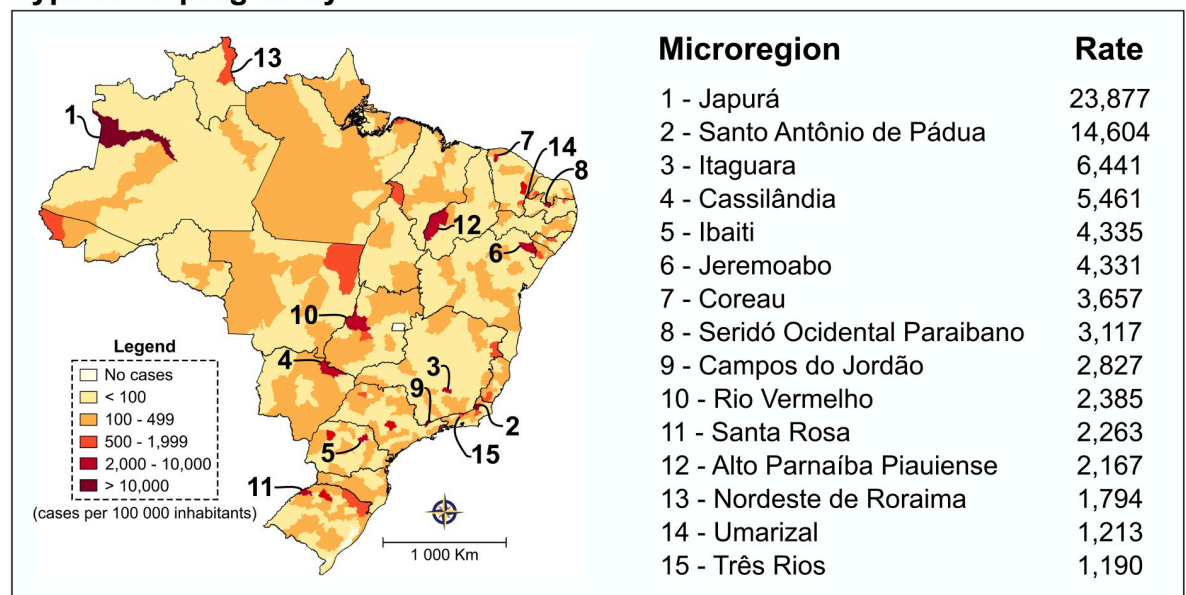 13
1
7
14
8
12
6
10
4
3
9
2
5
15
11
Legend
No cases
< 100
100 - 499
500 - 1,999
2,000 - 10,000
> 10,000
(cases per 100 000 inhabitants)
1 000 Km
Microregion Rate
1 - Japurá 23,877
2 - Santo Antônio de Pádua 14,604
3 - Itaguara 6,441
4 - Cassilândia 5,461
5 - Ibaiti 4,335
6 - Jeremoabo 4,331
7 - Coreau 3,657
8 - Seridó Ocidental Paraibano 3,117
9 - Campos do Jordão 2,827
10 - Rio Vermelho 2,385
11 - Santa Rosa 2,263
12 - Alto Parnaíba Piauiense 2,167
13 - Nordeste de Roraima 1,794
14 - Umarizal 1,213
15 - Três Rios 1,190